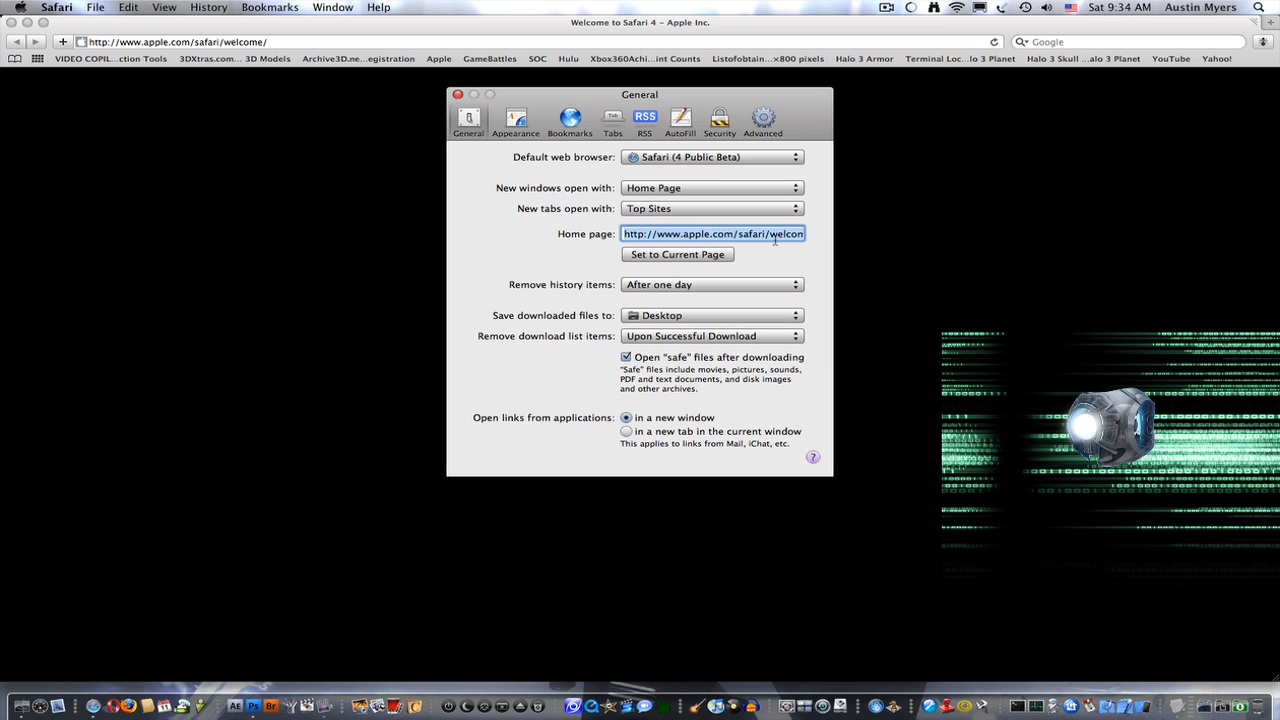 Safari File Edit View History Bookmarks Window Help Sat 9:34 AM Austin Myers
Welcome to Safari 4 – Apple Inc.
http://www.apple.com/safari/welcome/ Google
VIDEO COPIL...ction Tools 3DXtras.com... 3D Models Archive3D.ne...egistration Apple GameBattles SOC Hulu Xbox360Achi...int Counts Listofobtain...×800 pixels Halo 3 Armor Terminal Loc...lo 3 Planet Halo 3 Skull ...alo 3 Planet YouTube Yahoo!
General
Tab RSS
General Appearance Bookmarks Tabs RSS AutoFill Security Advanced
Default web browser: Safari (4 Public Beta)
New windows open with: Home Page
New tabs open with: Top Sites
Home page: http://www.apple.com/safari/welcon
Set to Current Page
Remove history items: After one day
Save downloaded files to: Desktop
Remove download list items: Upon Successful Download
Open "safe" files after downloading
"Safe" files include movies, pictures, sounds,
PDF and text documents, and disk images
and other archives.
Open links from applications: in a new window
in a new tab in the current window
This applies to links from Mail, iChat, etc.
?
AE Ps Br